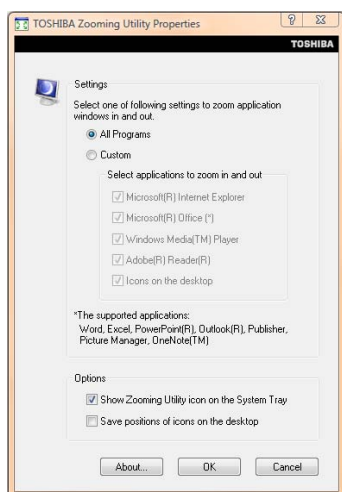 TOSHIBA Zooming Utility Properties
TOSHIBA
Settings
Select one of following settings to zoom application
windows in and out.
All Programs
Custom
Select applications to zoom in and out
Microsoft(R) Internet Explorer
Microsoft(R) Office (*)
Windows Media(TM) Player
Adobe(R) Reader(R)
Icons on the desktop
*The supported applications:
Word, Excel, PowerPoint(R), Outlook(R), Publisher,
Picture Manager, OneNote(TM)
Options
Show Zooming Utility icon on the System Tray
Save positions of icons on the desktop
About...
OK
Cancel